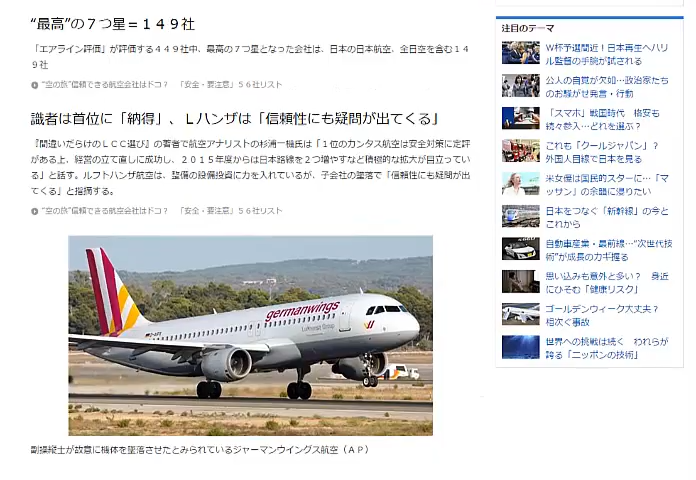 “最高”の７つ星＝１４９社
「エアライン評価」が評価する４４９社中、最高の７つ星となった会社は、日本の日本航空、全日空を含む１４
９社
“空の旅”信頼できる航空会社はドコ？　「安全・要注意」５６社リスト
識者は首位に「納得」、Ｌハンザは「信頼性にも疑問が出てくる」
『間違いだらけのＬＣＣ選び』の著者で航空アナリストの杉浦一機氏は「１位のカンタス航空は安全対策に定評
がある上、経営の立て直しに成功し、２０１５年度からは日本路線を２つ増やすなど積極的な拡大が目立ってい
る」と話す。ルフトハンザ航空は、整備の設備投資に力を入れているが、子会社の墜落で「信頼性にも疑問が出
てくる」と指摘する。
“空の旅”信頼できる航空会社はドコ？　「安全・要注意」５６社リスト
germanwings
Lufthansa Group
副操縦士が故意に機体を墜落させたとみられているジャーマンウイングス航空（ＡＰ）
注目のテーマ
Ｗ杯予選間近！日本再生へハリ
ル監督の手腕が試される
公人の自覚が欠如…政治家たち
のお騒がせ発言・行動
「スマホ」戦国時代　格安も
続々参入…どれを選ぶ？
これも「クールジャパン」？
外国人目線で日本を見る
米女優は国民的スターに…「マ
ッサン」の余韻に浸りたい
日本をつなぐ「新幹線」の今と
これから
自動車産業・最前線…“次世代技
術”が成長のカギ握る
思い込みも意外と多い？　身近
にひそむ「健康リスク」
ゴールデンウィーク大丈夫？
相次ぐ事故
世界への挑戦は続く　われらが
誇る「ニッポンの技術」